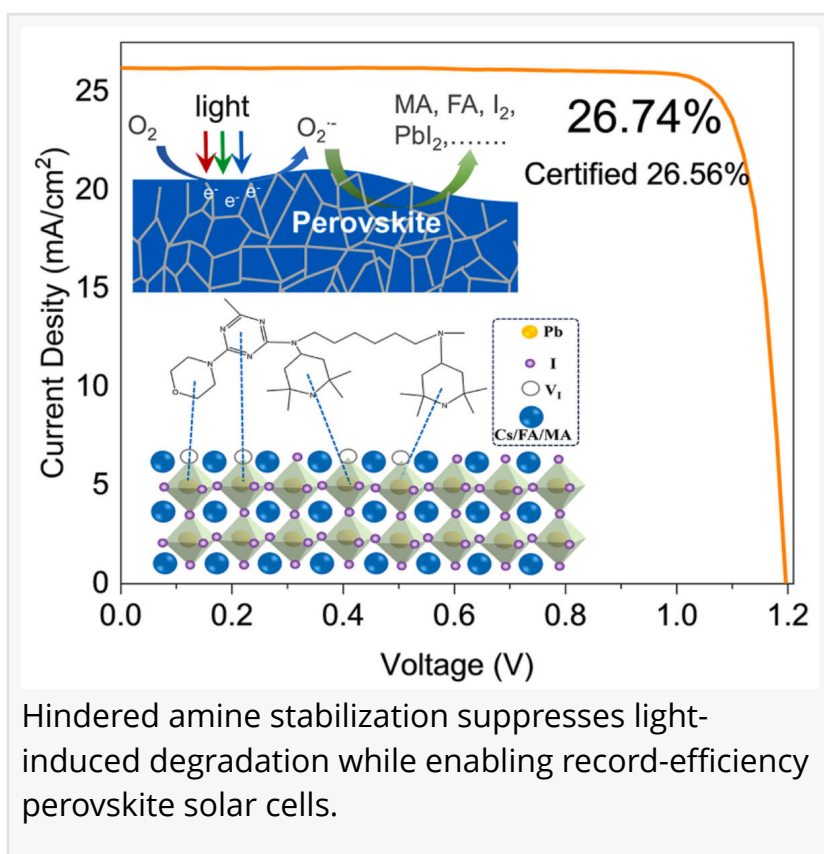 25
20
15
10
5
0
Current Desity (mA/cm²)
0.0 0.2 0.4 0.6 0.8 1.0 1.2
Voltage (V)
light
O₂
O₂·-
MA, FA, I₂,
PbI₂,.......
e- e- e-
Perovskite
26.74%
Certified 26.56%
N N N N N N N N O
Pb
I
V_I
Cs/FA/MA
Hindered amine stabilization suppresses light-
induced degradation while enabling record-efficiency
perovskite solar cells.